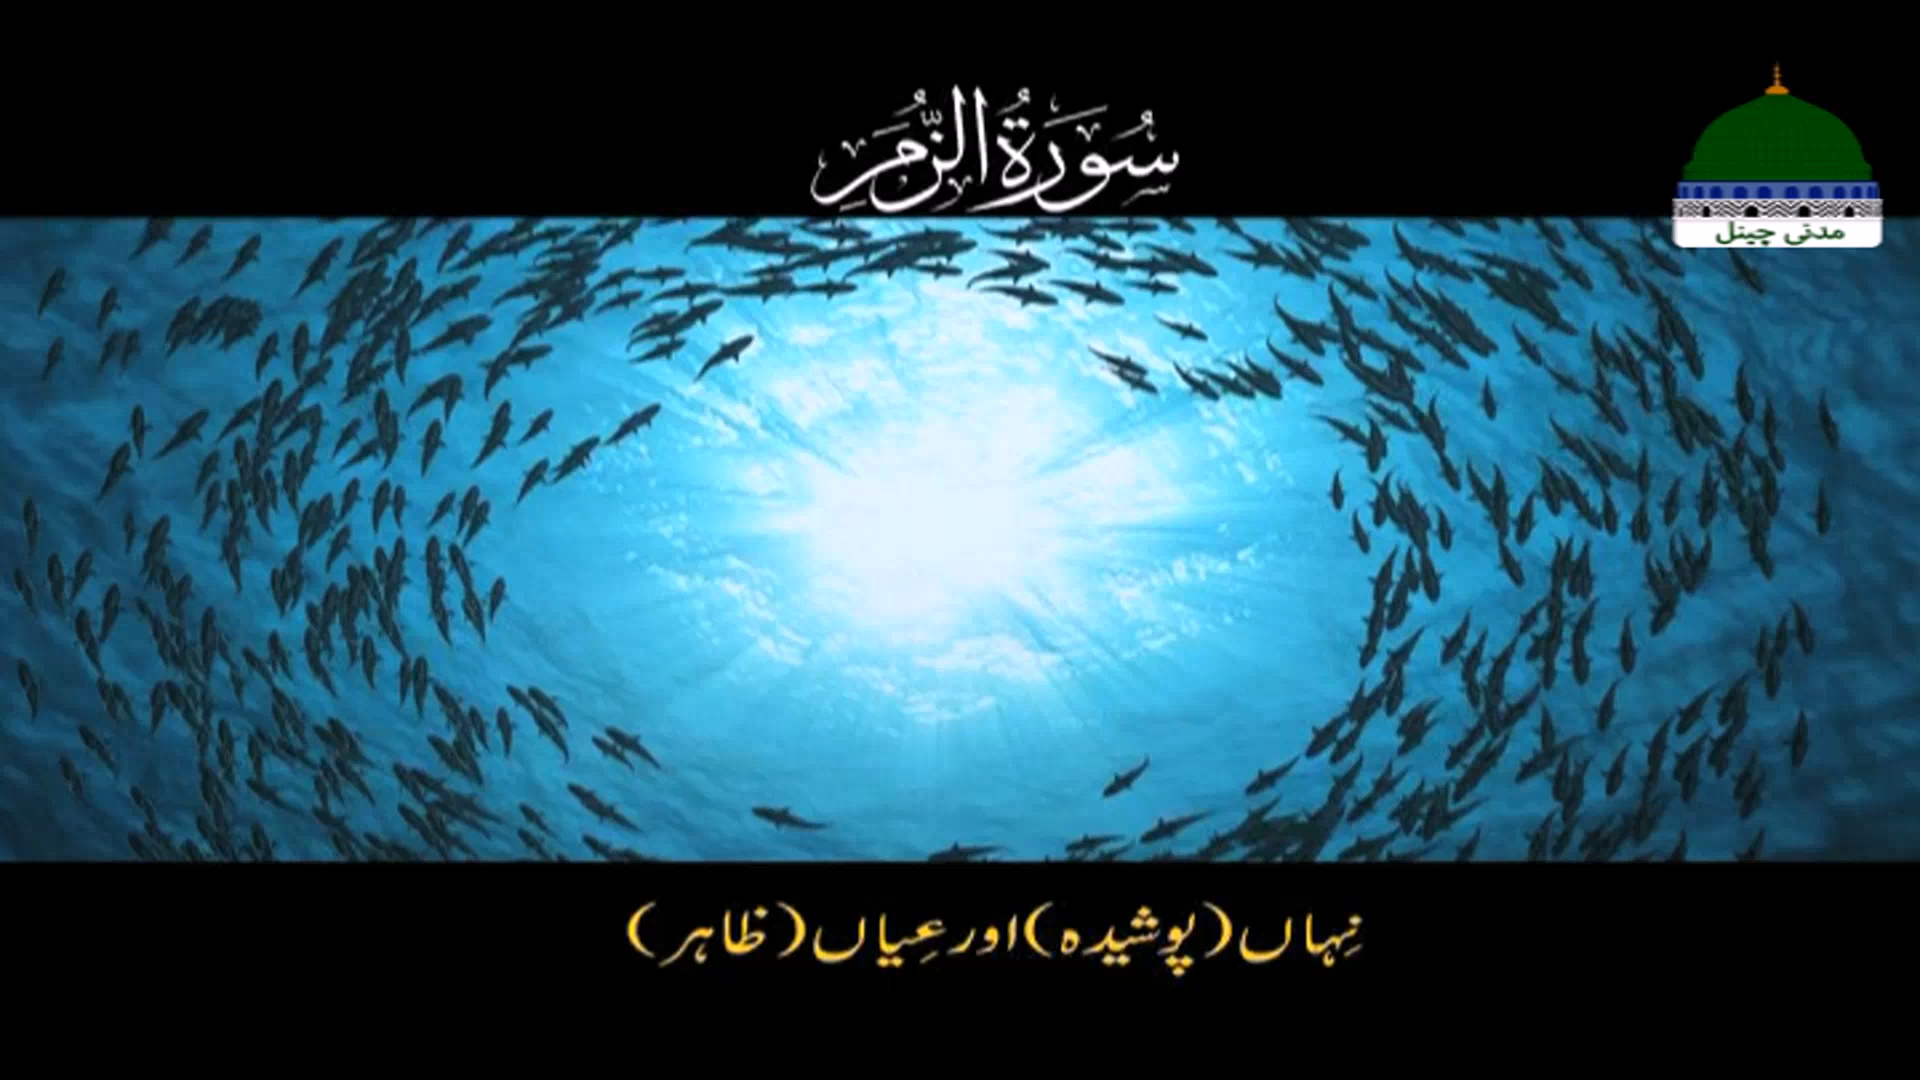 سُوۡرَۃُ الزُّمَرِ
مدنی چینل
نِہاں(پوشیدہ)اور عِیاں(ظاہر)